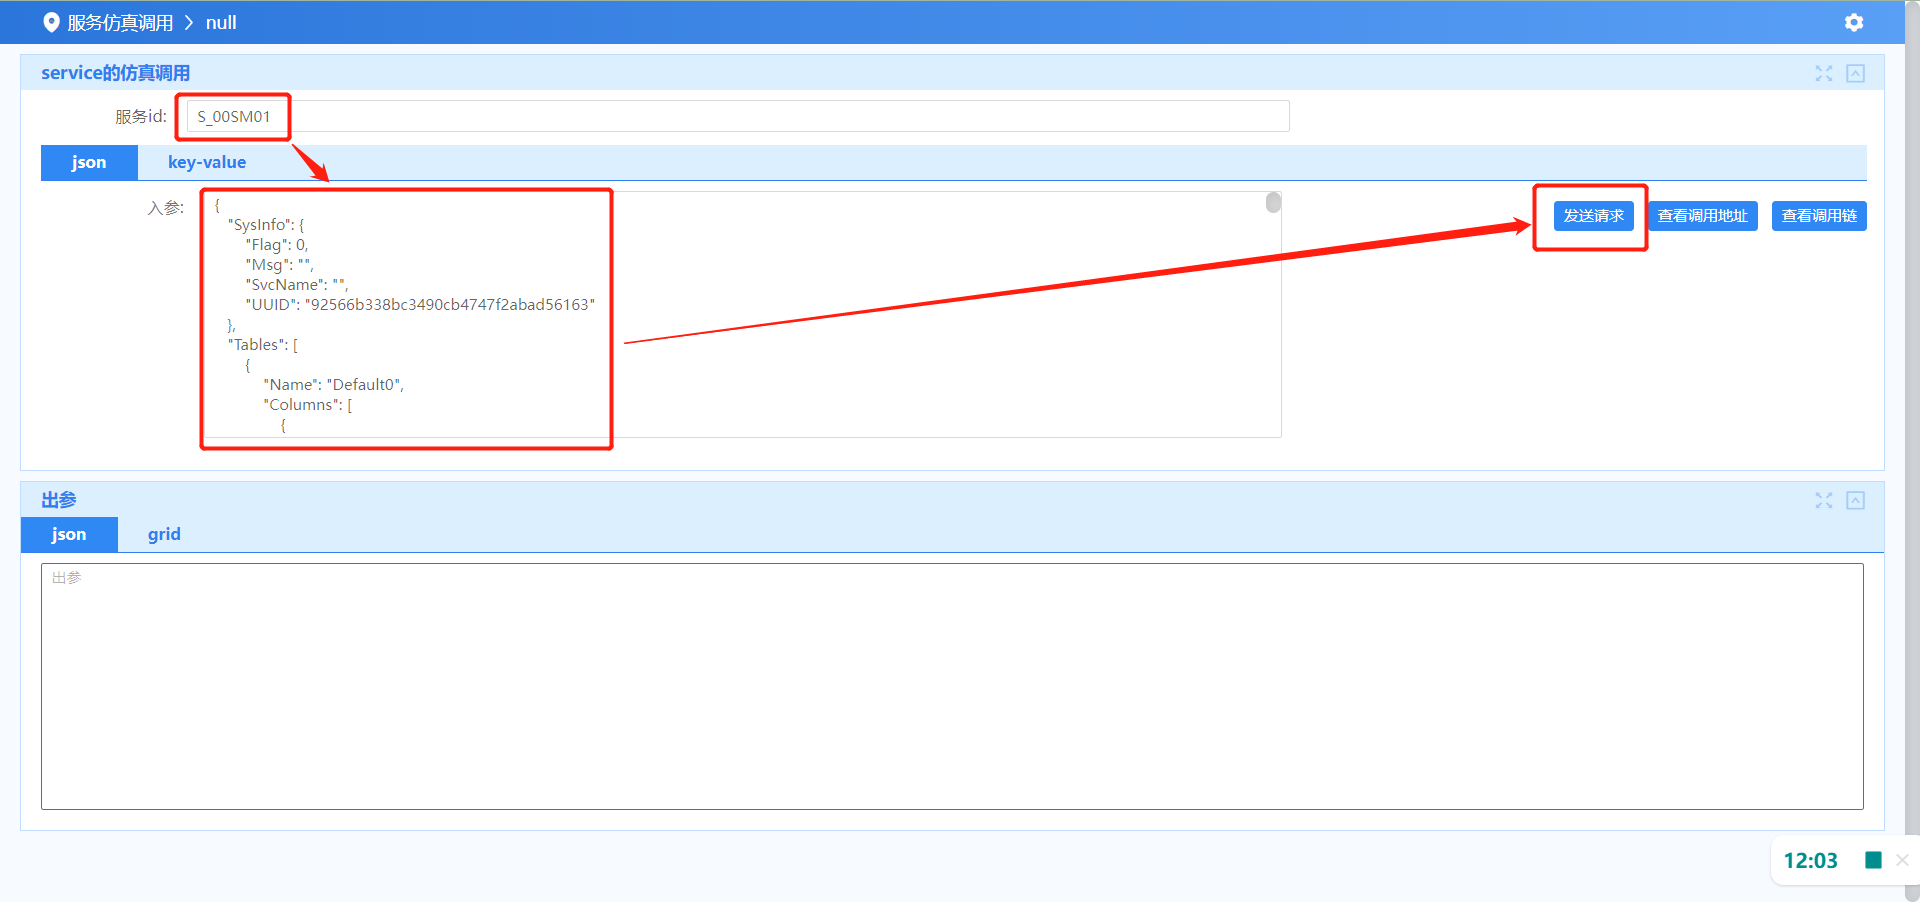 服务仿真调用 > null
service的仿真调用
服务id: S_00SM01
json key-value
入参:
{
"SysInfo": {
"Flag": 0,
"Msg": "",
"SvcName": "",
"UUID": "92566b338bc3490cb4747f2abad56163"
},
"Tables": [
{
"Name": "Default0",
"Columns": [
{
发送请求 查看调用地址 查看调用链
出参
json grid
出参
12:03